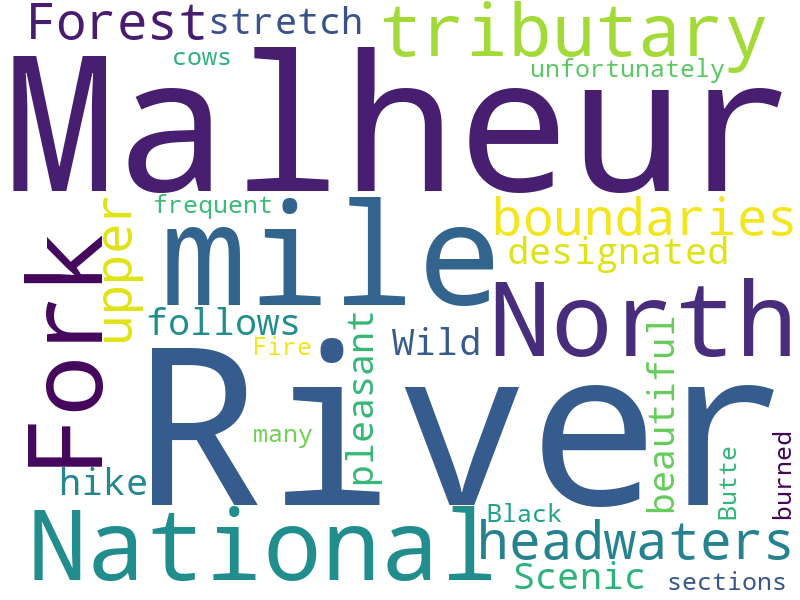 Forest
stretch
tributary
cows
unfortunately
Malheur
frequent
upper
mile
boundaries
designated
Fork
follows
North
Fire
Wild
pleasant
beautiful
River
many
hike
Butte
burned
National
Black
headwaters
Scenic
sections